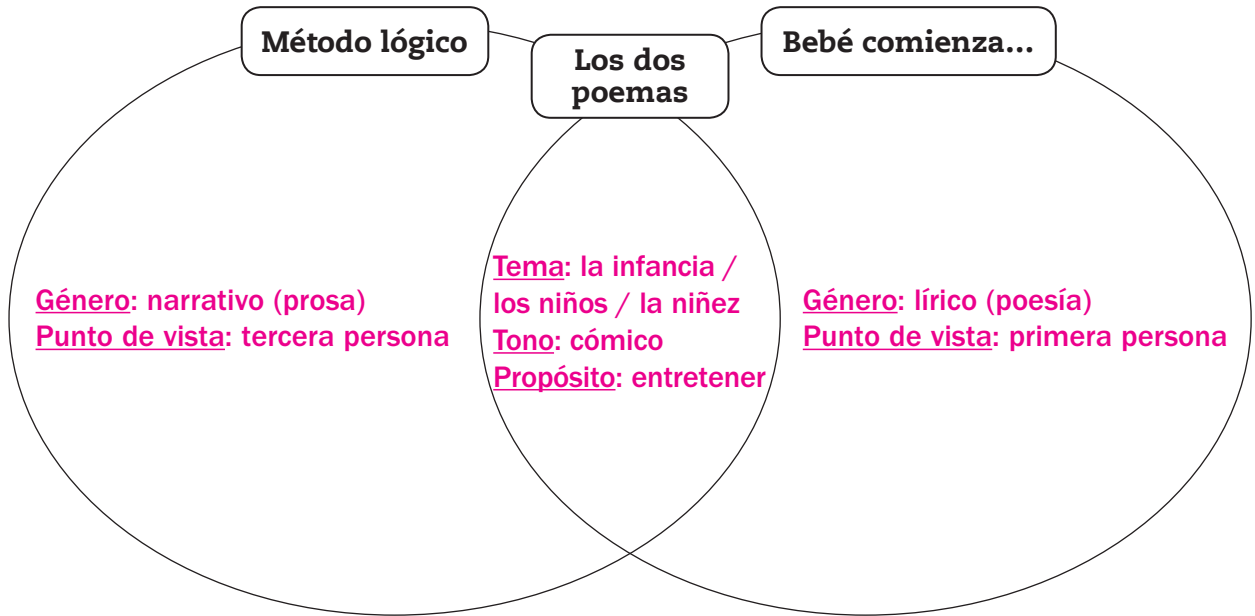 Método lógico
Los dos
poemas
Bebé comienza...
Género: narrativo (prosa)
Punto de vista: tercera persona
Tema: la infancia /
los niños / la niñez
Tono: cómico
Propósito: entretener
Género: lírico (poesía)
Punto de vista: primera persona